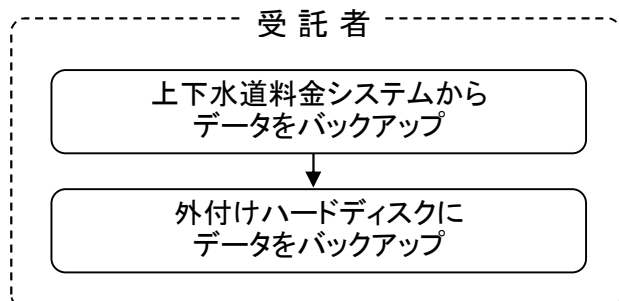 受 託 者
上下水道料金システムから
データをバックアップ
外付けハードディスクに
データをバックアップ